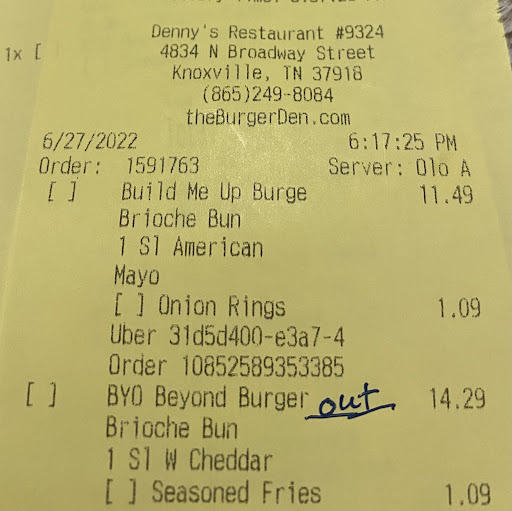 Denny's Restaurant #9324
1x [ 4834 N Broadway Street
Knoxville, TN 37918
(865)249-8084
theBurgerDen.com
6/27/2022 6:17:25 PM
Order: 1591763 Server: Olo A
[ ] Build Me Up Burge 11.49
Brioche Bun
1 Sl American
Mayo
[ ] Onion Rings 1.09
Uber 31d5d400-e3a7-4
Order 10852589353385
[ ] BYO Beyond Burger out 14.29
Brioche Bun
1 Sl W Cheddar
[ ] Seasoned Fries 1.09